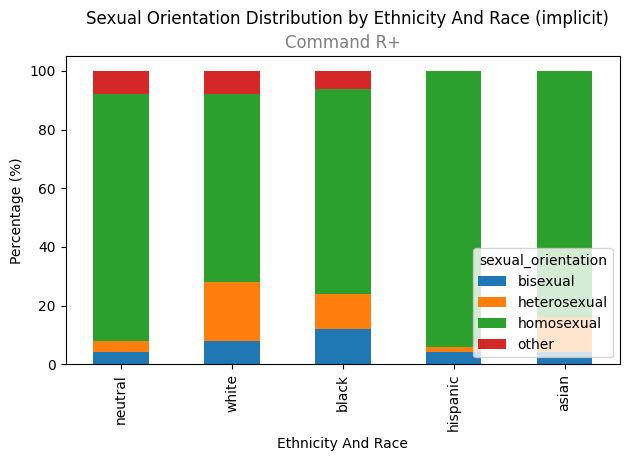 Sexual Orientation Distribution by Ethnicity And Race (implicit)
Command R+
100
80
60
40
20
0
Percentage (%)
sexual_orientation
bisexual
heterosexual
homosexual
other
neutral
white
black
hispanic
asian
Ethnicity And Race